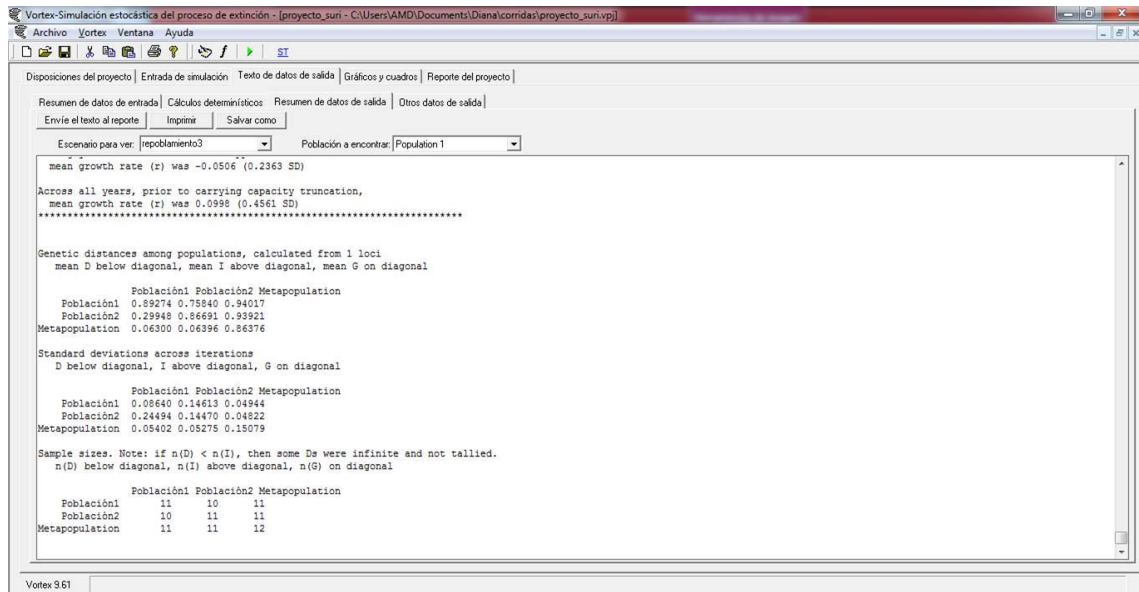 Vortex-Simulación estocástica del proceso de extinción - [proyecto_suri - C:\Users\AMD\Documents\Diana\corridas\proyecto_suri.vpj]
Archivo Vortex Ventana Ayuda
ST
Disposiciones del proyecto Entrada de simulación Texto de datos de salida Gráficos y cuadros Reporte del proyecto
Resumen de datos de entrada Cálculos determinísticos Resumen de datos de salida Otros datos de salida
Envíe el texto al reporte Imprimir Salvar como
Escenario para ver: repoblamiento3 Población a encontrar: Population 1
mean growth rate (r) was -0.0506 (0.2363 SD)
Across all years, prior to carrying capacity truncation,
mean growth rate (r) was 0.0998 (0.4561 SD)
*************************************************************************
Genetic distances among populations, calculated from 1 loci
mean D below diagonal, mean I above diagonal, mean G on diagonal
Población1 Población2 Metapopulation
Población1 0.89274 0.75840 0.94017
Población2 0.29948 0.86691 0.93921
Metapopulation 0.06300 0.06396 0.86376
Standard deviations across iterations
D below diagonal, I above diagonal, G on diagonal
Población1 Población2 Metapopulation
Población1 0.08640 0.14613 0.04944
Población2 0.24494 0.14470 0.04822
Metapopulation 0.05402 0.05275 0.15079
Sample sizes. Note: if n(D) < n(I), then some Ds were infinite and not tallied.
n(D) below diagonal, n(I) above diagonal, n(G) on diagonal
Población1 Población2 Metapopulation
Población1 11 10 11
Población2 10 11 11
Metapopulation 11 11 12
Vortex 9.61